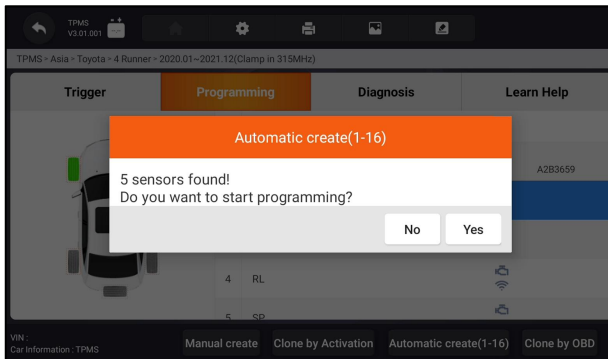 TPMS
V3.01.001
TPMS > Asia > Toyota > 4 Runner > 2020.01~2021.12(Clamp in 315MHz)
Trigger Programming Diagnosis Learn Help
Automatic create(1-16)
A2B3659
5 sensors found!
Do you want to start programming?
No Yes
4 RL
5 SP
VIN :
Car Information : TPMS
Manual create Clone by Activation Automatic create(1-16) Clone by OBD